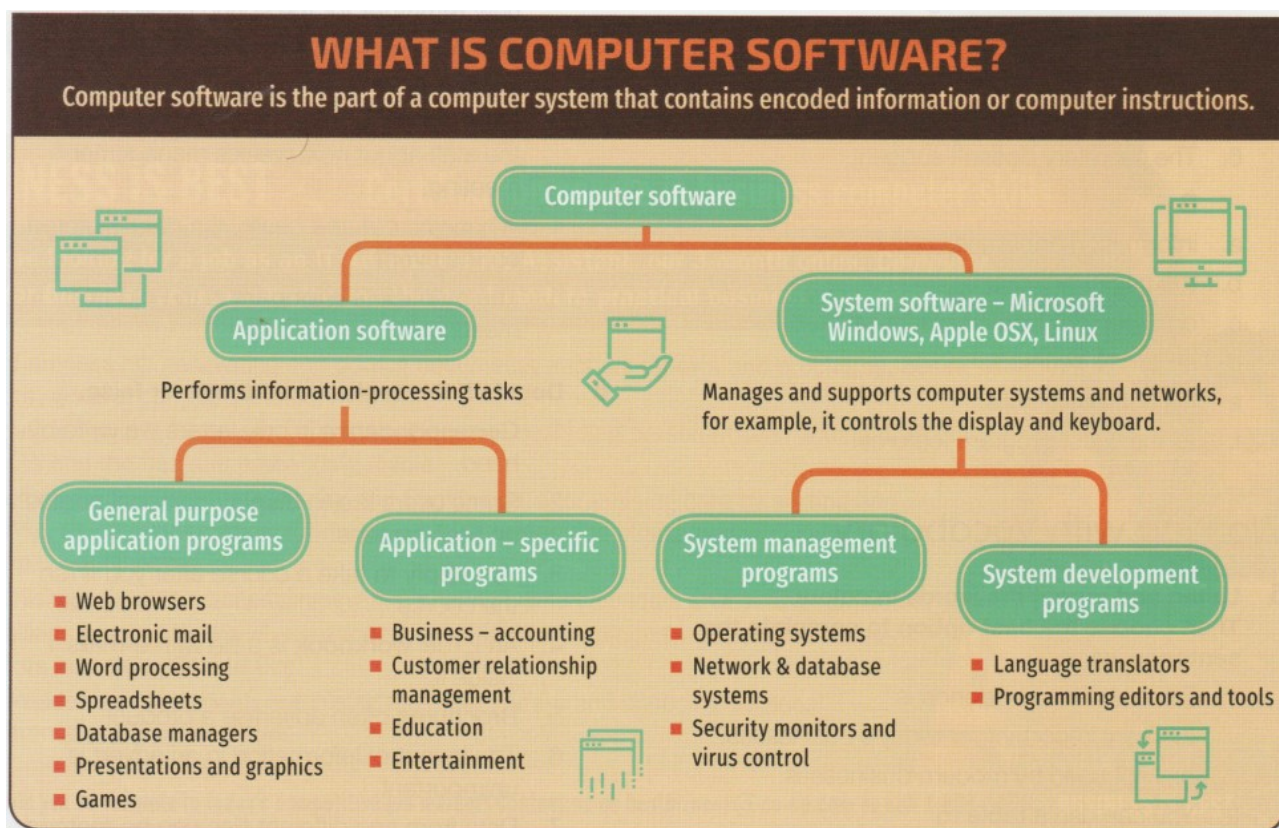 WHAT IS COMPUTER SOFTWARE?
Computer software is the part of a computer system that contains encoded information or computer instructions.
Computer software
Application software
Performs information-processing tasks
System software – Microsoft
Windows, Apple OSX, Linux
Manages and supports computer systems and networks,
for example, it controls the display and keyboard.
General purpose
application programs
■ Web browsers
■ Electronic mail
■ Word processing
■ Spreadsheets
■ Database managers
■ Presentations and graphics
■ Games
Application – specific
programs
■ Business – accounting
■ Customer relationship
management
■ Education
■ Entertainment
System management
programs
■ Operating systems
■ Network & database
systems
■ Security monitors and
virus control
System development
programs
■ Language translators
■ Programming editors and tools